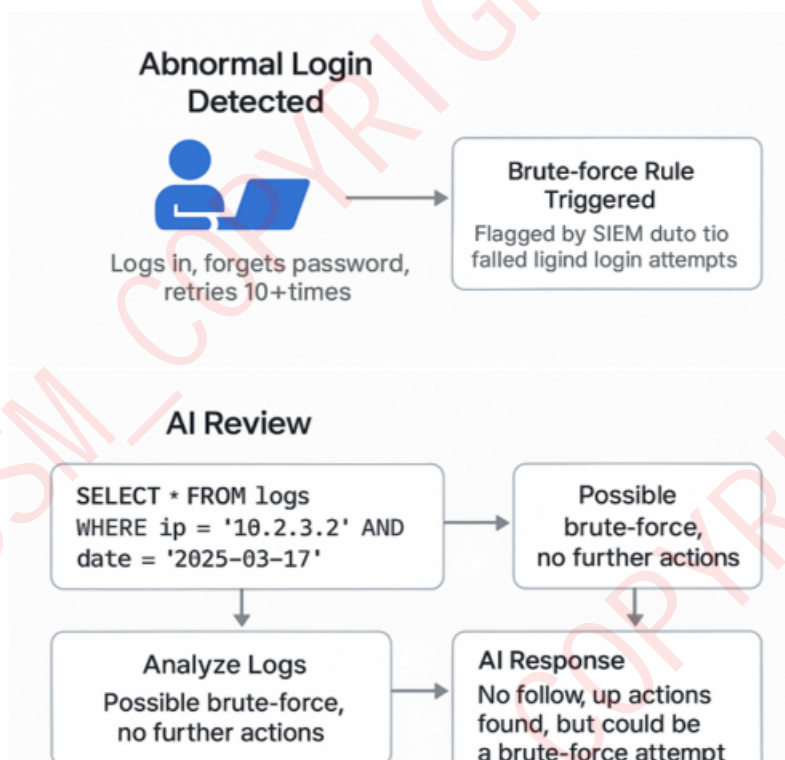 Abnormal Login
Detected
Logs in, forgets password,
retries 10+times
Brute-force Rule
Triggered
Flagged by SIEM duto tio
falled ligind login attempts
AI Review
SELECT * FROM logs
WHERE ip = '10.2.3.2' AND
date = '2025-03-17'
Possible
brute-force,
no further actions
Analyze Logs
Possible brute-force,
no further actions
AI Response
No follow, up actions
found, but could be
a brute-force attempt
SM_COPYRIG
COPYR